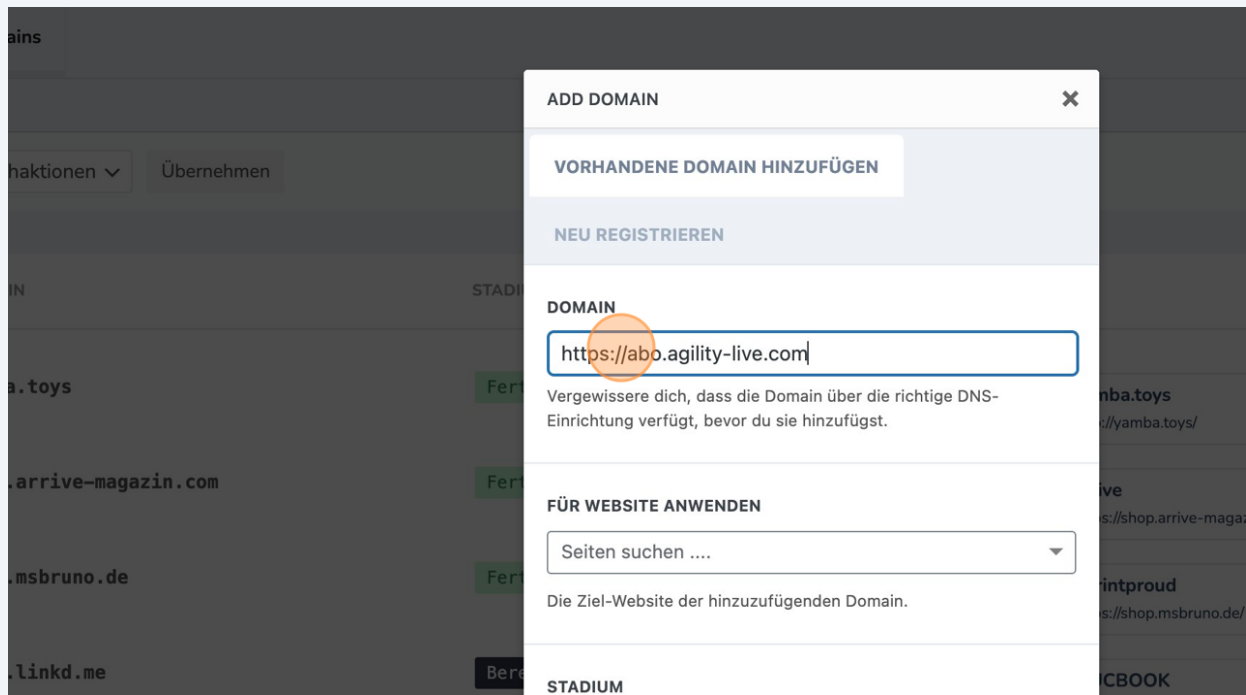 ains
ADD DOMAIN
haktionen
Übernehmen
VORHANDENE DOMAIN HINZUFÜGEN
NEU REGISTRIEREN
IN
STADI
DOMAIN
https://abo.agility-live.com
a.toys
Fert
Vergewissere dich, dass die Domain über die richtige DNS-
Einrichtung verfügt, bevor du sie hinzufügst.
mba.toys
://yamba.toys/
.arrive-magazin.com
Fert
FÜR WEBSITE ANWENDEN
ive
s://shop.arrive-magaz
Seiten suchen ....
.msbruno.de
Fert
Die Ziel-Website der hinzuzufügenden Domain.
rintproud
s://shop.msbruno.de/
.linkd.me
Bere
STADIUM
CBOOK